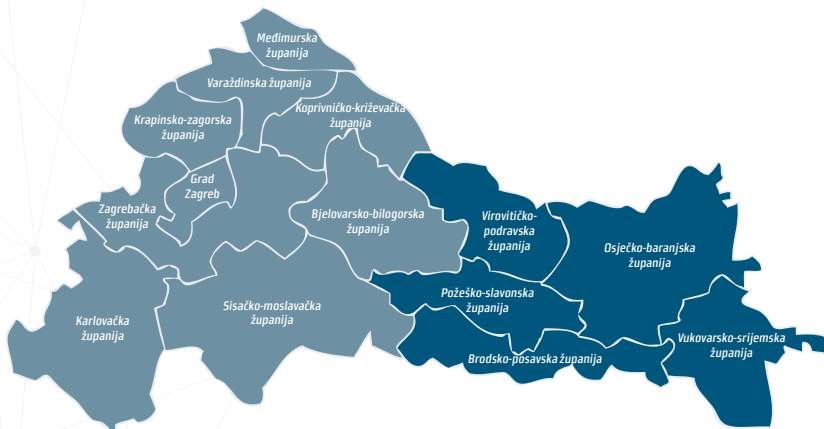 Međimurska
županija
Varaždinska županija
Krapinsko-zagorska
županija
Koprivničko-križevačka
županija
Grad
Zagreb
Zagrebačka
županija
Bjelovarsko-bilogorska
županija
Virovitičko-
podravska
županija
Osječko-baranjska
županija
Karlovačka
županija
Sisačko-moslavačka
županija
Požeško-slavonska
županija
Brodsko-posavska županija
Vukovarsko-srijemska
županija